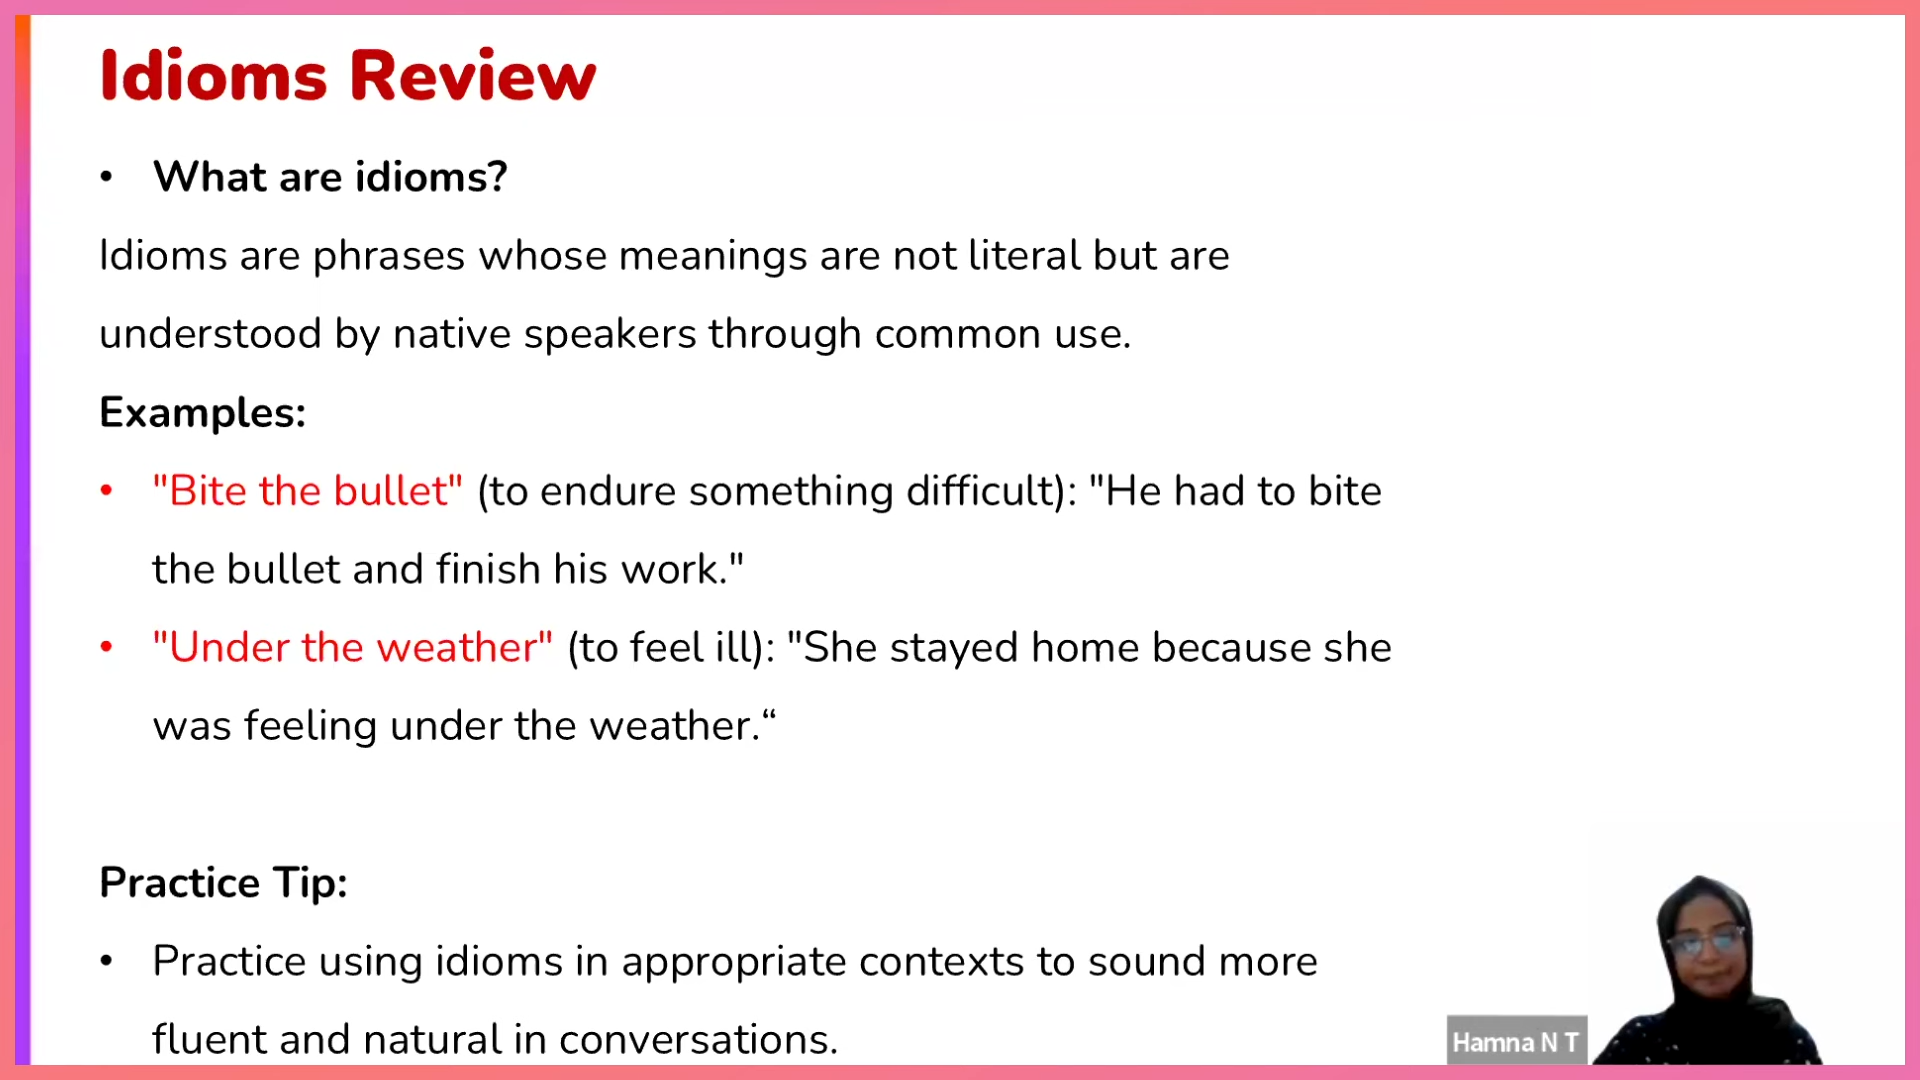 Idioms Review
• What are idioms?
Idioms are phrases whose meanings are not literal but are
understood by native speakers through common use.
Examples:
• "Bite the bullet" (to endure something difficult): "He had to bite
the bullet and finish his work."
• "Under the weather" (to feel ill): "She stayed home because she
was feeling under the weather.“
Practice Tip:
• Practice using idioms in appropriate contexts to sound more
fluent and natural in conversations.
Hamna N T